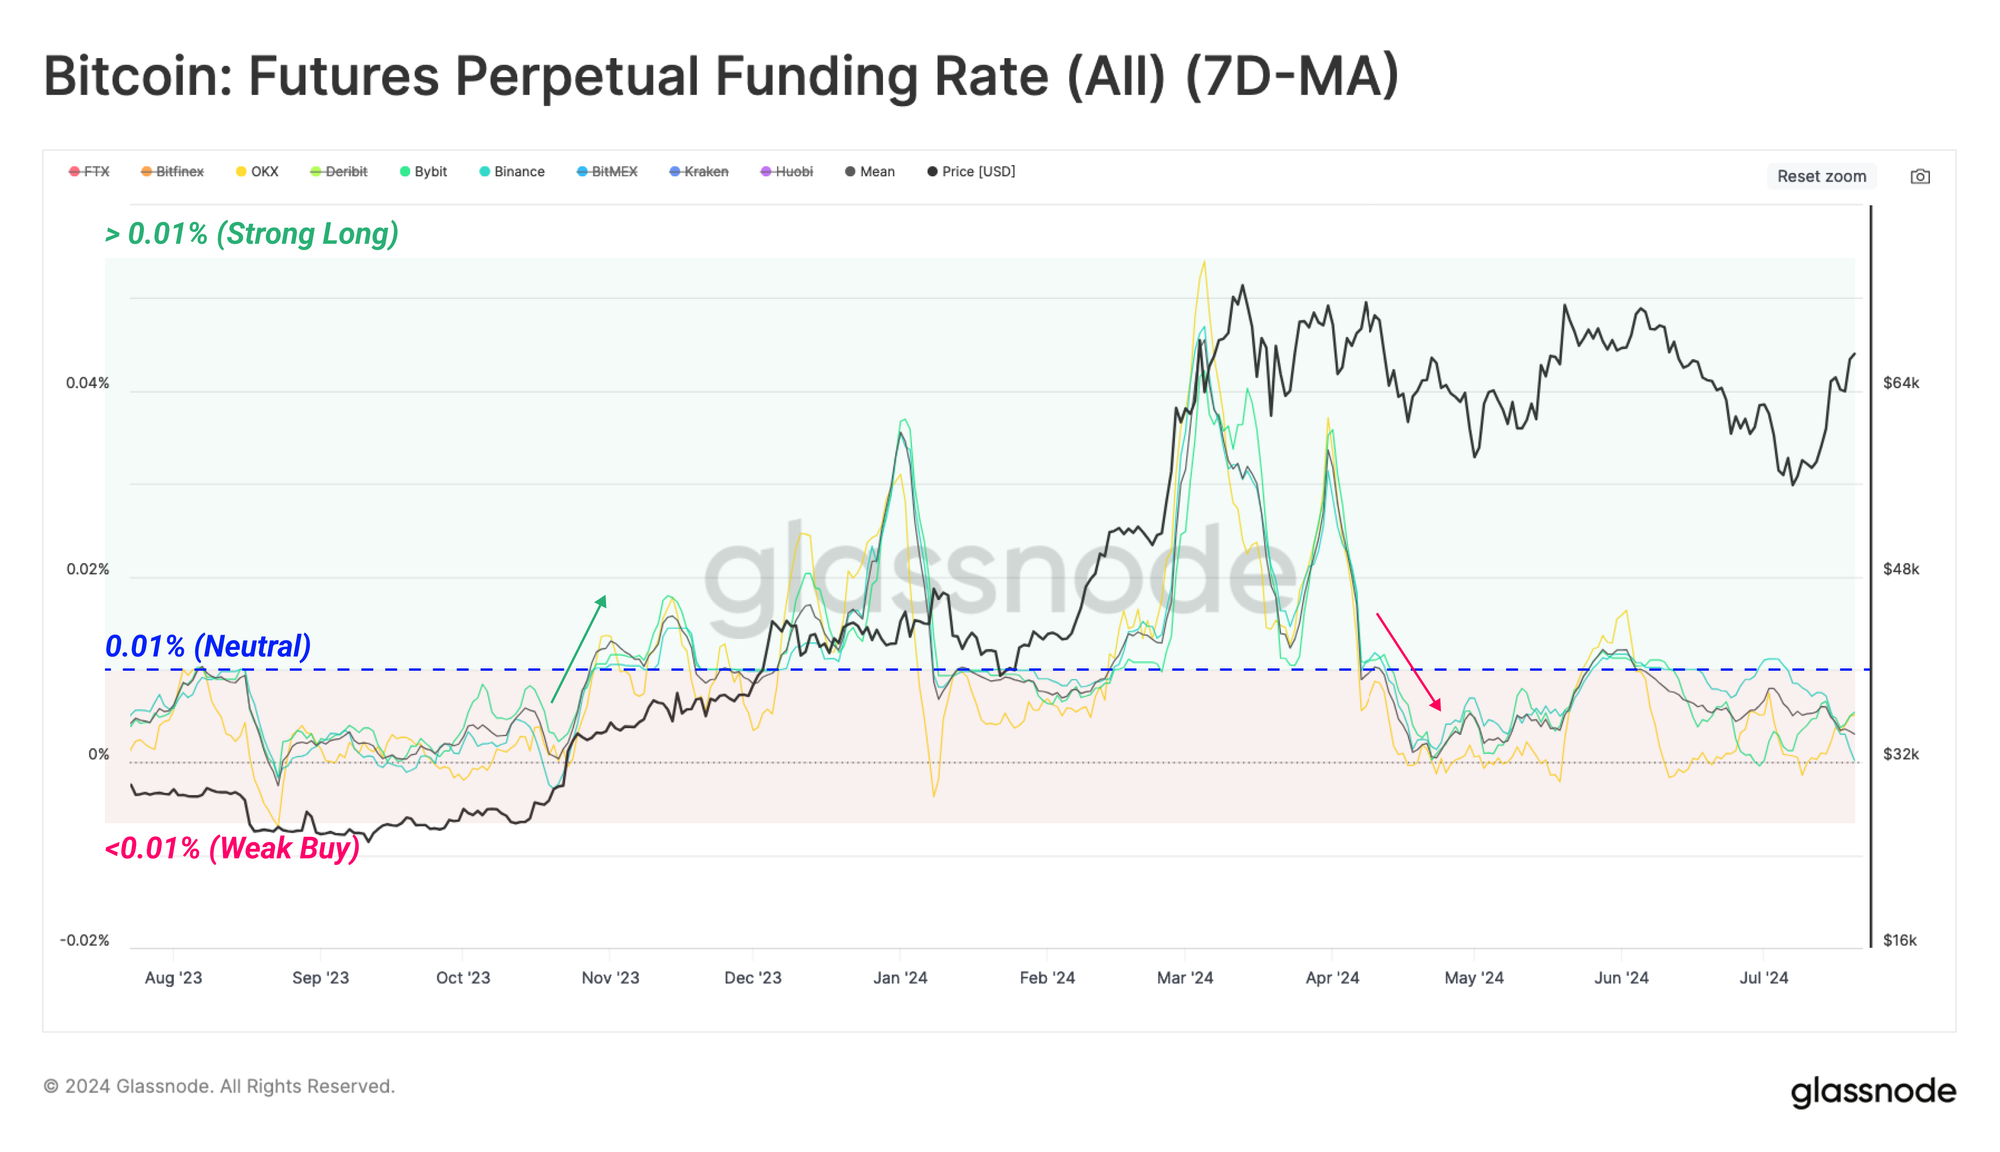 Bitcoin: Futures Perpetual Funding Rate (All) (7D-MA)
FTX Bitfinex OKX Deribit Bybit Binance BitMEX Kraken Huobi Mean Price [USD]
Reset zoom
> 0.01% (Strong Long)
0.04%
$64k
glassnode
0.02%
$48k
0.01% (Neutral)
0%
$32k
<0.01% (Weak Buy)
-0.02%
$16k
Aug '23 Sep '23 Oct '23 Nov '23 Dec '23 Jan '24 Feb '24 Mar '24 Apr '24 May '24 Jun '24 Jul '24
© 2024 Glassnode. All Rights Reserved.
glassnode